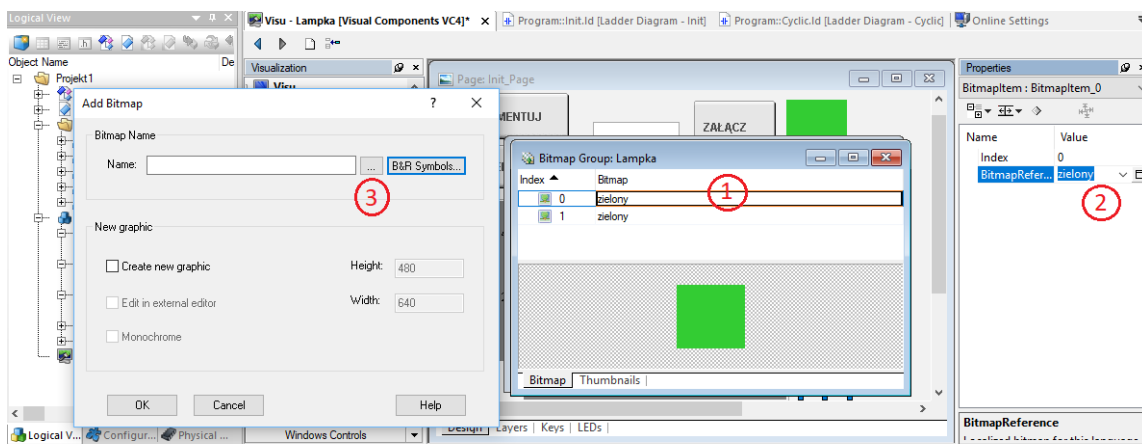 Logical View
Visu - Lampka [Visual Components VC4]*
Program::Init.ld [Ladder Diagram - Init]
Program::Cyclic.ld [Ladder Diagram - Cyclic]
Online Settings
Object Name
De
Projekt1
Visualization
Visu
Page: Init_Page
ZAŁĄCZ
Add Bitmap
Bitmap Name
Name:
...
B&R Symbols...
3
New graphic
Create new graphic
Height:
480
Edit in external editor
Width:
640
Monochrome
OK
Cancel
Help
Bitmap Group: Lampka
Index
Bitmap
0
zielony
1
1
zielony
Bitmap
Thumbnails
Properties
BitmapItem : BitmapItem_0
Name
Value
Index
0
BitmapRefer...
zielony
2
BitmapReference
Logical V...
Configur...
Physical ...
Windows Controls
Layers
Keys
LEDs